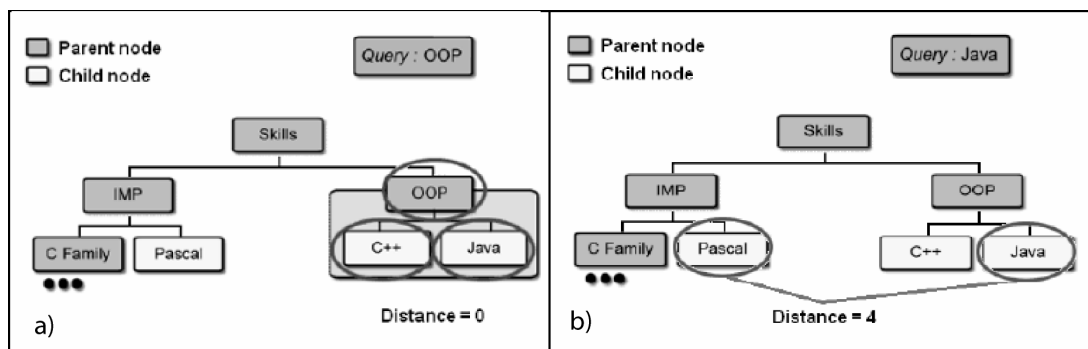 Parent node
Query : OOP
Child node
Skills
IMP
OOP
C Family
Pascal
C++
Java
Distance = 0
a)
Parent node
Query : Java
Child node
Skills
IMP
OOP
C Family
Pascal
C++
Java
Distance = 4
b)